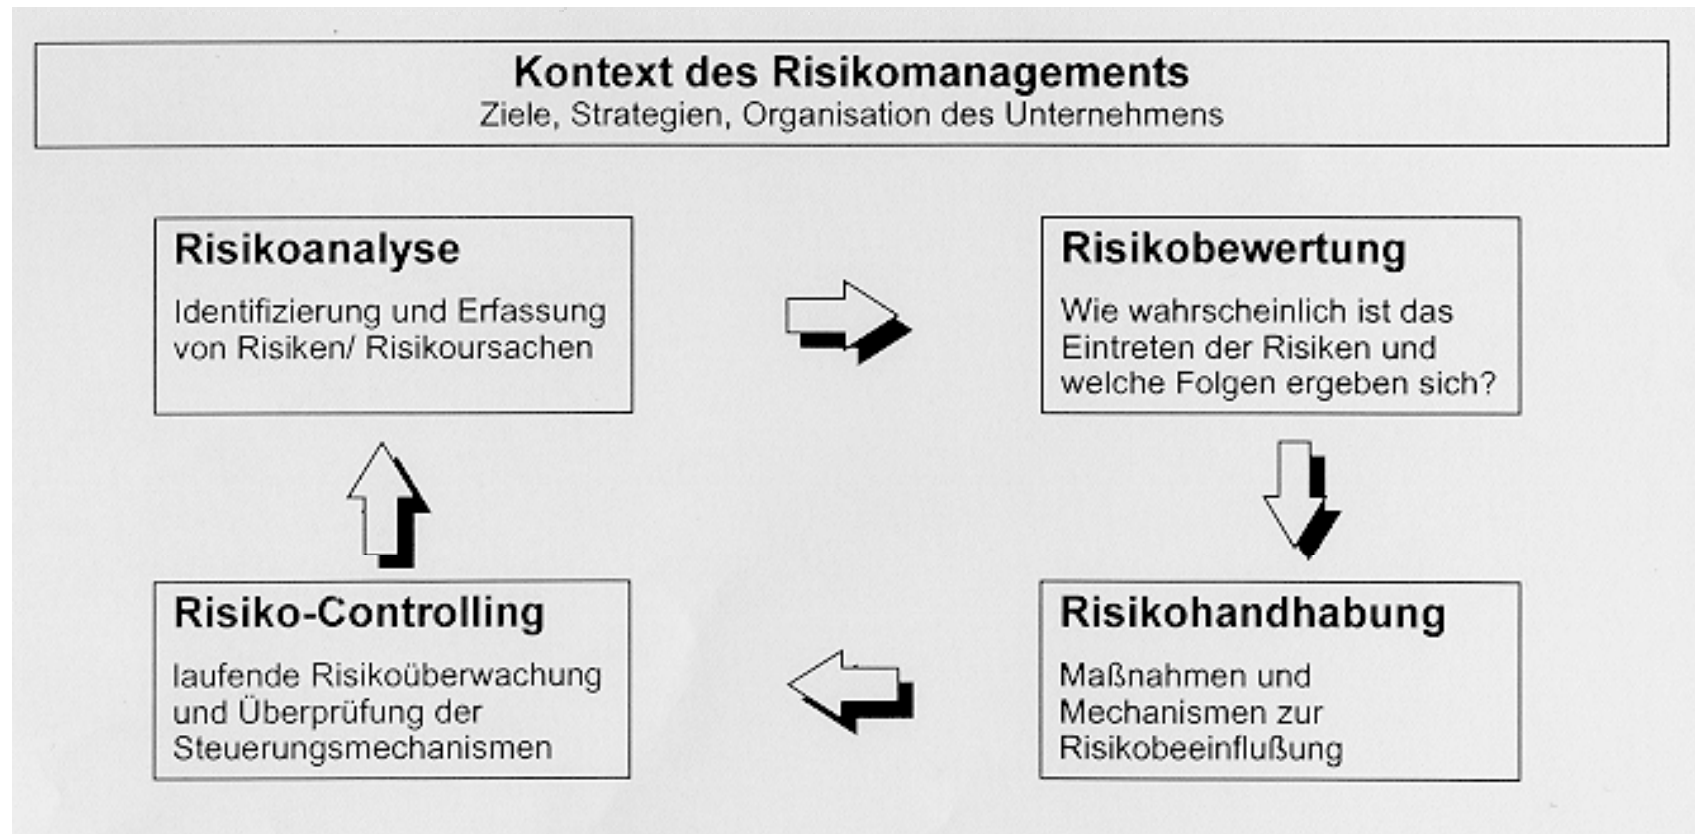 Kontext des Risikomanagements
Ziele, Strategien, Organisation des Unternehmens
Risikoanalyse
Identifizierung und Erfassung
von Risiken/ Risikoursachen
Risikobewertung
Wie wahrscheinlich ist das
Eintreten der Risiken und
welche Folgen ergeben sich?
Risiko-Controlling
laufende Risikoüberwachung
und Überprüfung der
Steuerungsmechanismen
Risikohandhabung
Maßnahmen und
Mechanismen zur
Risikobeeinflußung